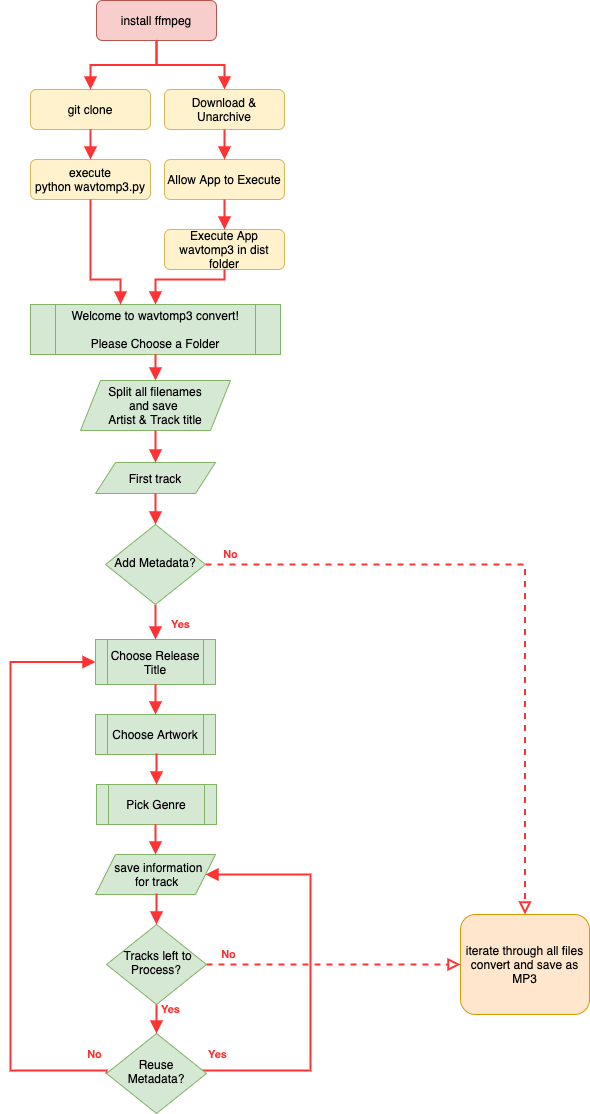 install ffmpeg
git clone
Download &
Unarchive
execute
python wavtomp3.py
Allow App to Execute
Execute App
wavtomp3 in dist
folder
Welcome to wavtomp3 convert!
Please Choose a Folder
Split all filenames
and save
Artist & Track title
First track
Add Metadata?
No
Yes
Choose Release
Title
Choose Artwork
Pick Genre
save information
for track
Tracks left to
Process?
No
iterate through all files
convert and save as
MP3
Yes
No
Yes
Reuse
Metadata?